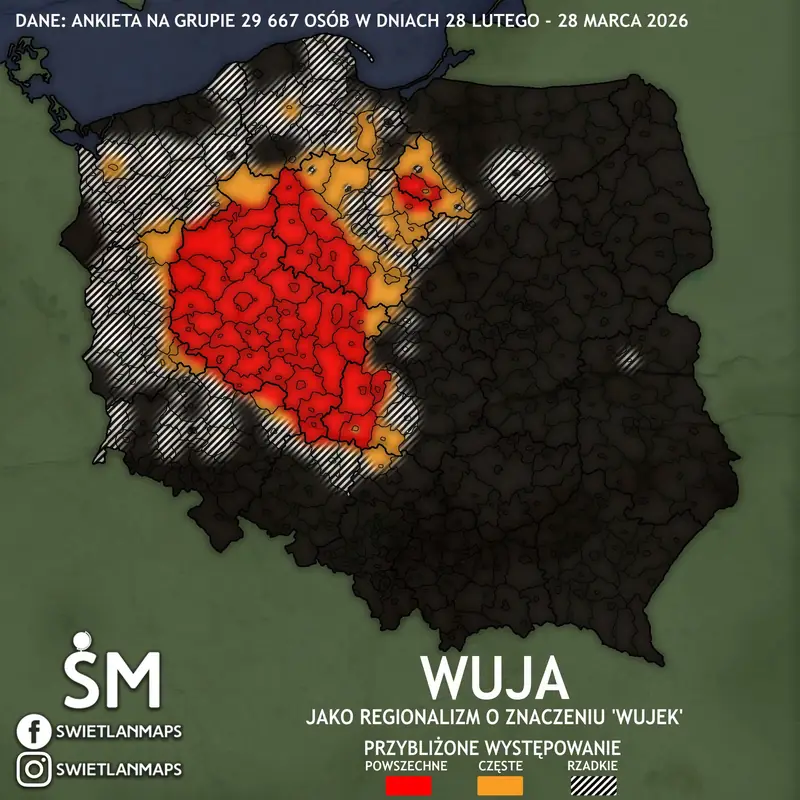 DANE: ANKIETA NA GRUPIE 29 667 OSÓB W DNIACH 28 LUTEGO - 28 MARCA 2026
ŚM
SWIETLANMAPS
SWIETLANMAPS
WUJA
JAKO REGIONALIZM O ZNACZENIU 'WUJEK'
PRZYBLIŻONE WYSTĘPOWANIE
POWSZECHNE CZĘSTE RZADKIE